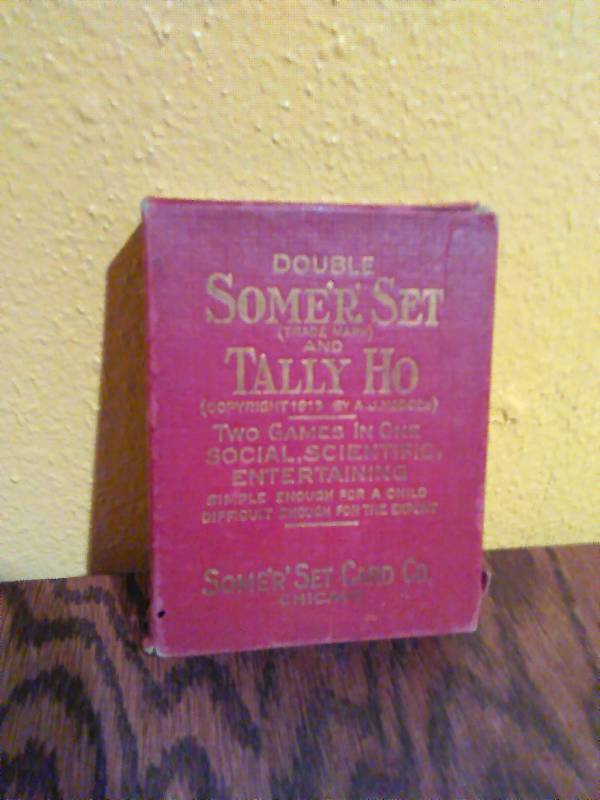 DOUBLE
SOME'R' SET
(TRADE MARK)
AND
TALLY HO
(COPYRIGHT 1913 BY A.J.
TWO GAMES IN ONE
SOCIAL, SCIENTIFIC,
ENTERTAINING
SIMPLE ENOUGH FOR A CHILD
DIFFICULT ENOUGH FOR THE EXPERT
SOME'R' SET CARD CO.
CHICAGO